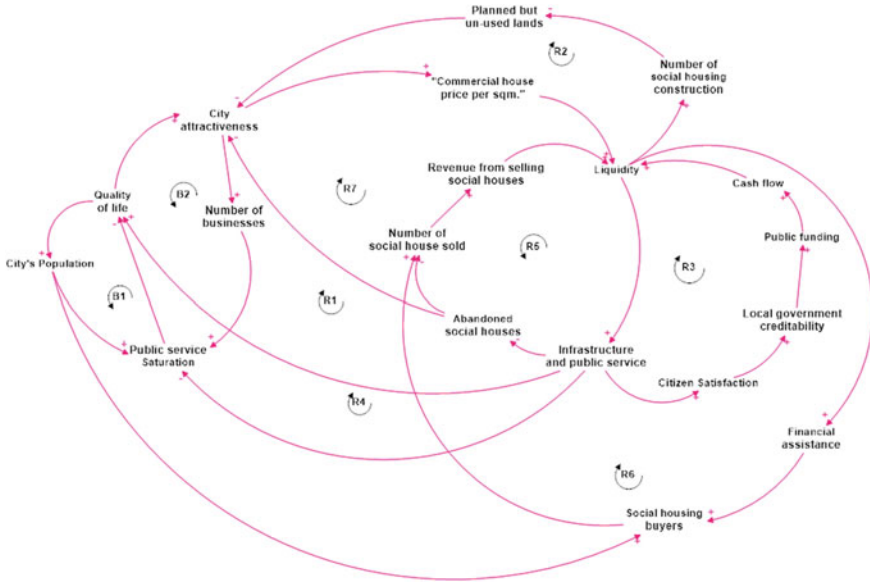 Planned but
un-used lands
R2
Number of
social housing
construction
"Commercial house
price per sqm."
City
attractiveness
Revenue from selling
social houses
Liquidity
Cash flow
Quality
of life
B2
R7
Number of
businesses
Number of
social house sold
R5
Public funding
R3
City's Population
B1
R1
Abandoned
social houses
Local government
creditability
Public service
Saturation
Infrastructure
and public service
Citizen Satisfaction
R4
Financial
assistance
R6
Social housing
buyers